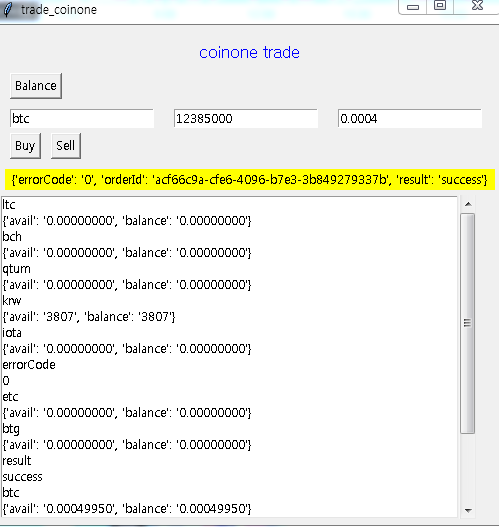 trade_coinone
coinone trade
Balance
btc 12385000 0.0004
Buy Sell
{'errorCode': '0', 'orderId': 'acf66c9a-cfe6-4096-b7e3-3b849279337b', 'result': 'success'}
ltc
{'avail': '0.00000000', 'balance': '0.00000000'}
bch
{'avail': '0.00000000', 'balance': '0.00000000'}
qtum
{'avail': '0.00000000', 'balance': '0.00000000'}
krw
{'avail': '3807', 'balance': '3807'}
iota
{'avail': '0.00000000', 'balance': '0.00000000'}
errorCode
0
etc
{'avail': '0.00000000', 'balance': '0.00000000'}
btg
{'avail': '0.00000000', 'balance': '0.00000000'}
result
success
btc
{'avail': '0.00049950', 'balance': '0.00049950'}